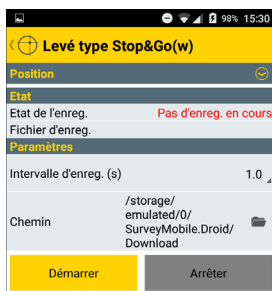 98% 15:30
Levé type Stop&Go(w)
Position
Etat
Etat de l'enreg. Pas d'enreg. en cours
Fichier d'enreg.
Paramètres
Intervalle d'enreg. (s) 1.0
Chemin
/storage/
emulated/0/
SurveyMobile.Droid/
Download
Démarrer Arrêter